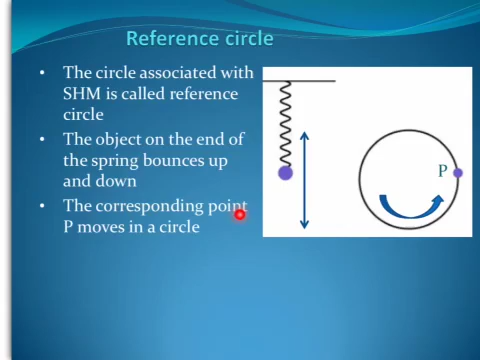 Reference circle
• The circle associated with
SHM is called reference
circle
• The object on the end of
the spring bounces up
and down
• The corresponding point
P moves in a circle
P